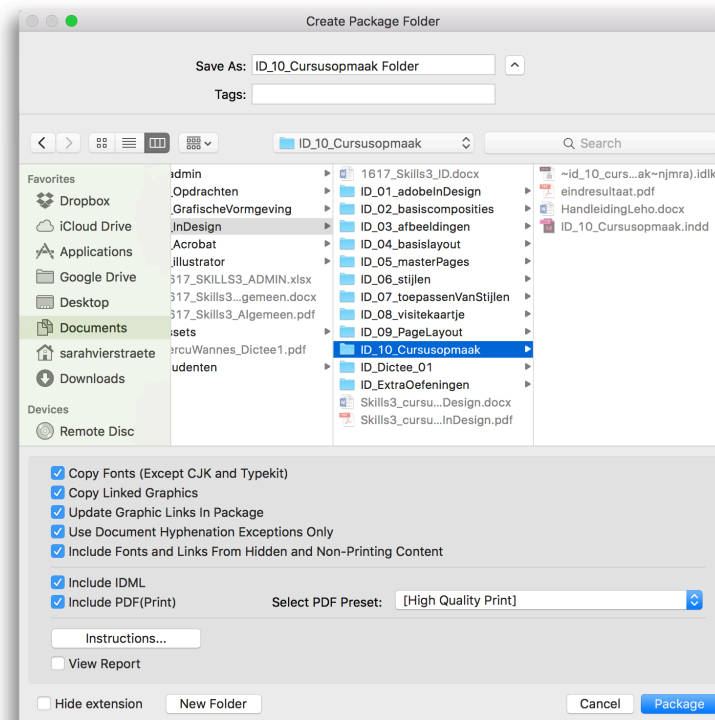 Create Package Folder
Save As: ID_10_Cursusopmaak Folder
Tags:
ID_10_Cursusopmaak
Search
Favorites
Dropbox
iCloud Drive
Applications
Google Drive
Desktop
Documents
sarahvierstraete
Downloads
Devices
Remote Disc
admin
_Opdrachten
_GrafischeVormgeving
_InDesign
_Acrobat
_illustrator
617_SKILLS3_ADMIN.xlsx
617_Skills3...gemeen.docx
617_Skills3_Algemeen.pdf
ssets
ercuWannes_Dictee1.pdf
udenten
1617_Skills3_ID.docx
ID_01_adobeInDesign
ID_02_basiscomposities
ID_03_afbeeldingen
ID_04_basislayout
ID_05_masterPages
ID_06_stijlen
ID_07_toepassenVanStijlen
ID_08_visitekaartje
ID_09_PageLayout
ID_10_Cursusopmaak
ID_Dictee_01
ID_ExtraOefeningen
Skills3_cursu...Design.docx
Skills3_cursu...InDesign.pdf
~id_10_curs...ak~njmra).idlk
eindresultaat.pdf
HandleidingLeho.docx
ID_10_Cursusopmaak.indd
Copy Fonts (Except CJK and Typekit)
Copy Linked Graphics
Update Graphic Links In Package
Use Document Hyphenation Exceptions Only
Include Fonts and Links From Hidden and Non-Printing Content
Include IDML
Include PDF(Print)
Select PDF Preset: [High Quality Print]
Instructions...
View Report
Hide extension
New Folder
Cancel
Package